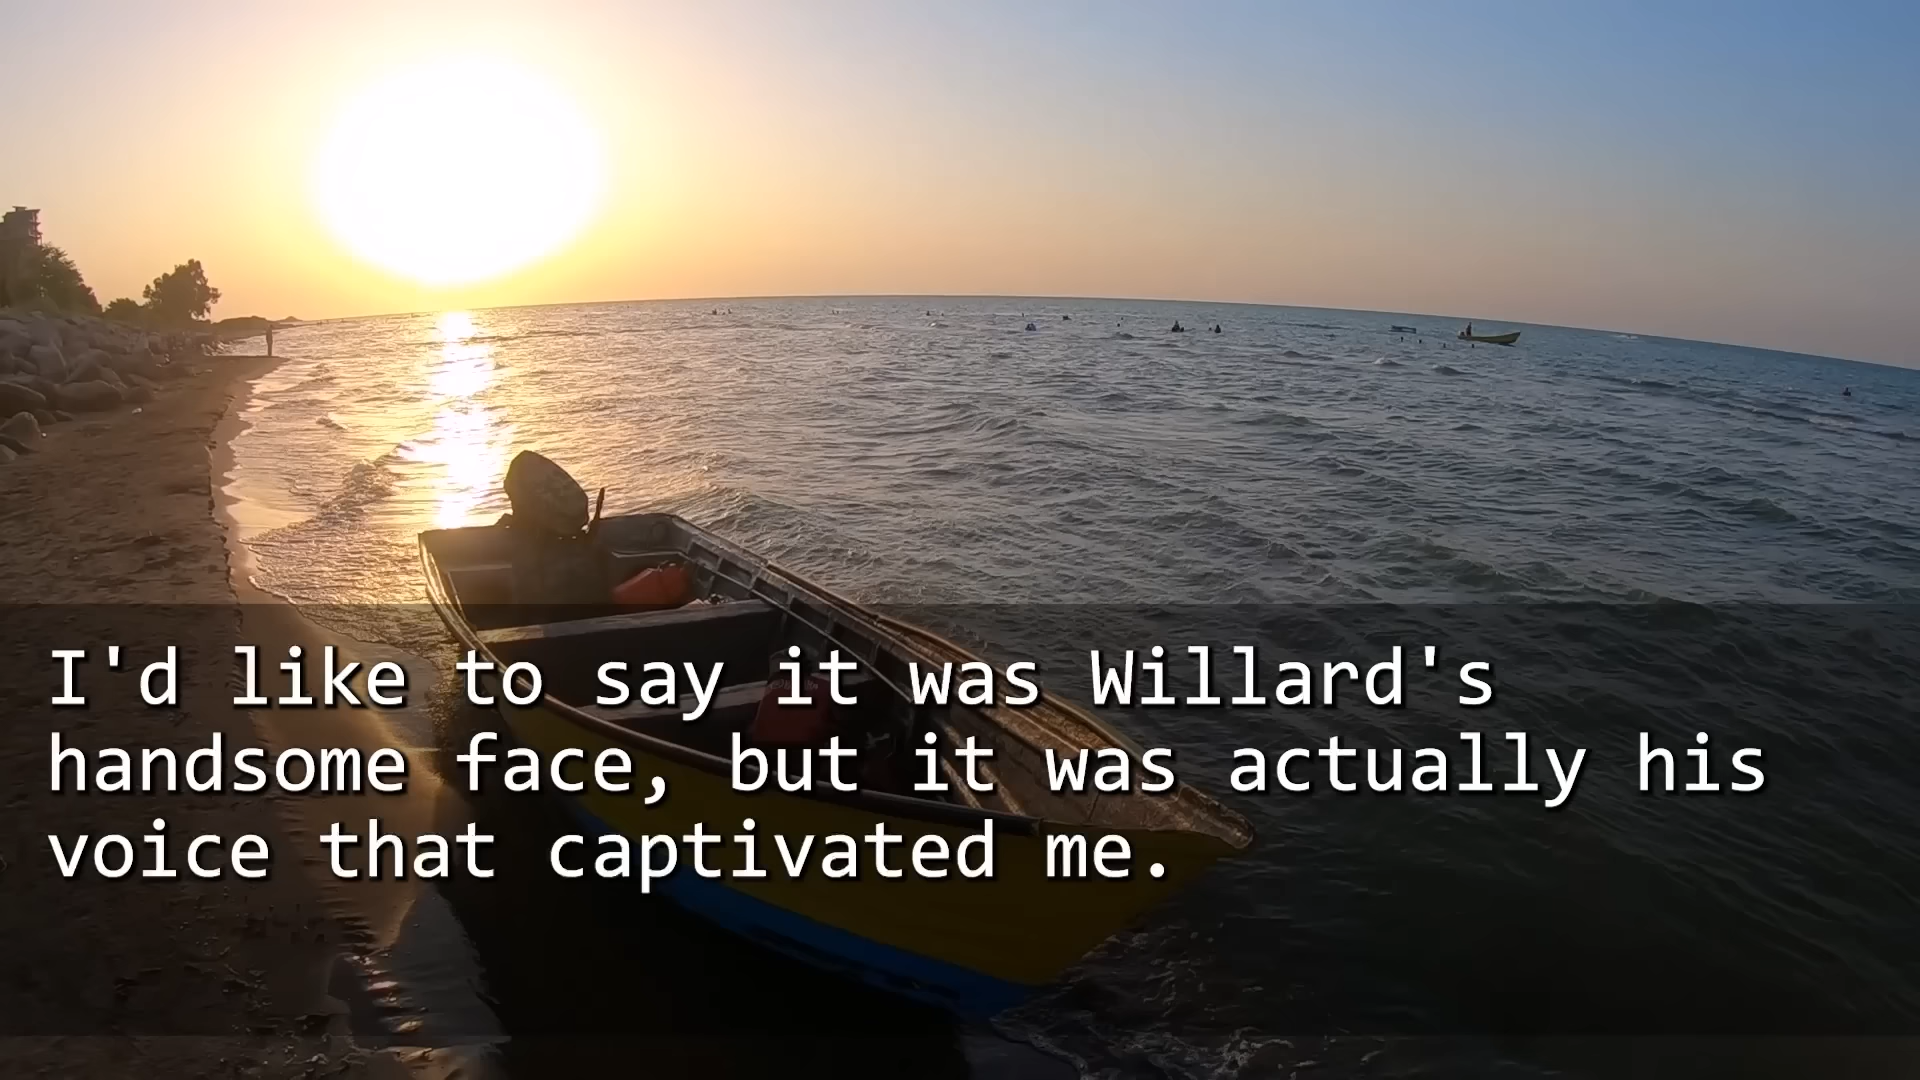 I'd like to say it was Willard's
handsome face, but it was actually his
voice that captivated me.